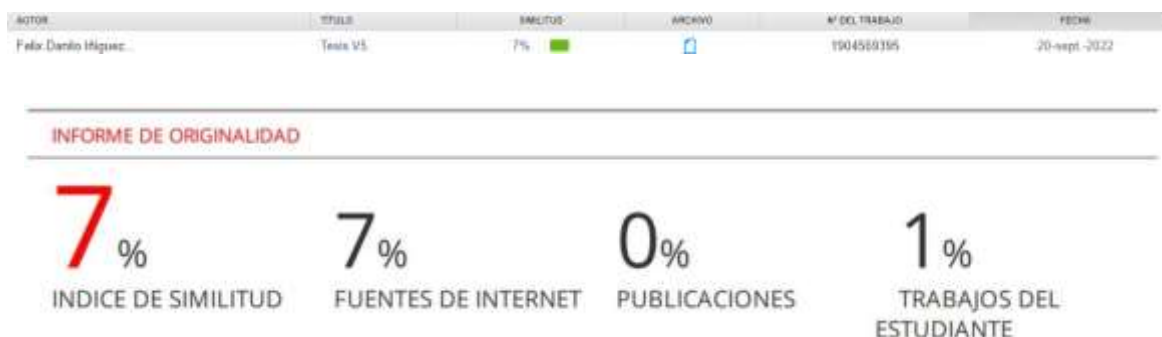 AUTOR TÍTULO SIMILITUD ARCHIVO Nº DEL TRABAJO FECHA
Felix Danilo Iñiguez... Tesis V5 7% 1904569395 20-sept.-2022
INFORME DE ORIGINALIDAD
7% 7% 0% 1%
INDICE DE SIMILITUD FUENTES DE INTERNET PUBLICACIONES TRABAJOS DEL
ESTUDIANTE